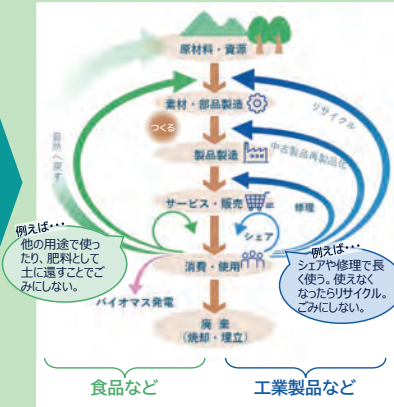 原材料・資源
素材・部品製造
つくる
リサイクル
中古製品再製品化
自然へ戻す
製品製造
サービス・販売
修理
シェア
例えば・・・
他の用途で使っ
たり、肥料として
土に還すことでご
みにしない。
例えば・・・
シェアや修理で長
く使う。使えなく
なったらリサイクル。
ごみにしない。
消費・使用
バイオマス発電
廃棄
(焼却・埋立)
食品など
工業製品など